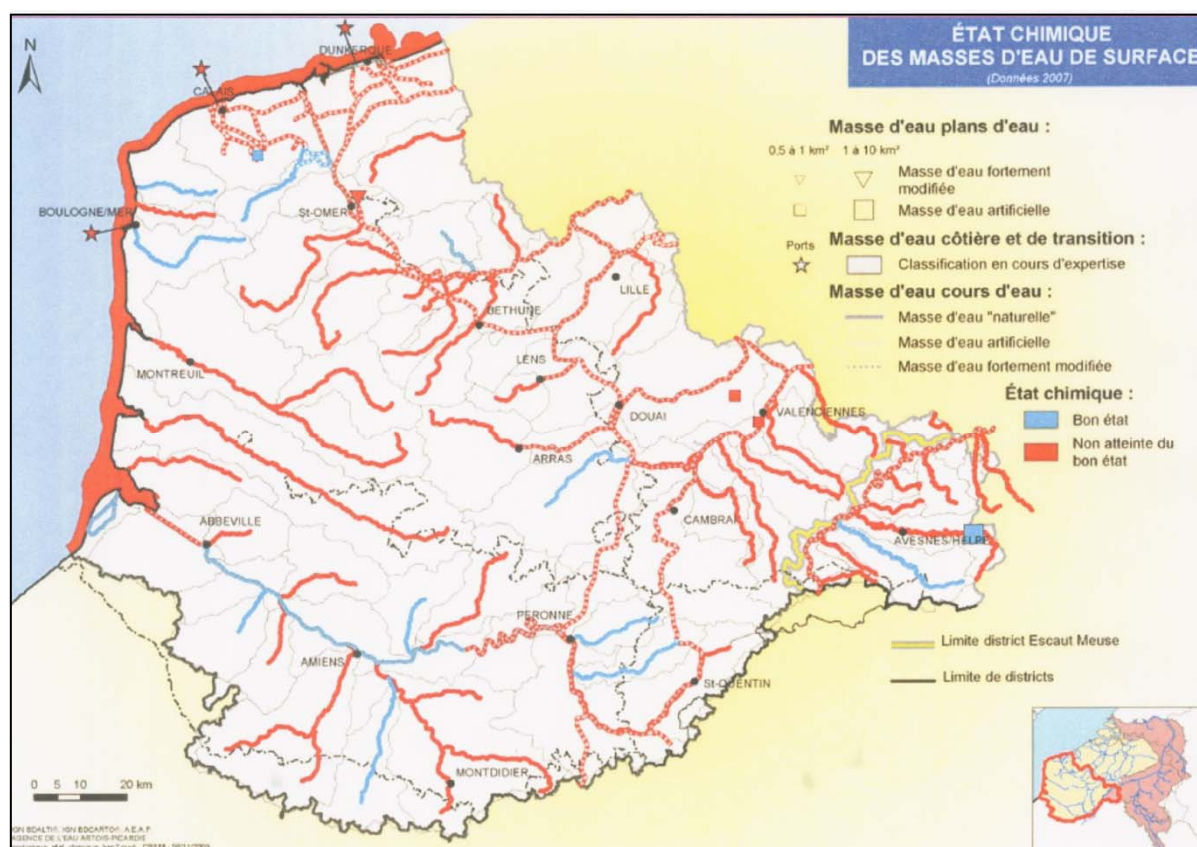 ÉTAT CHIMIQUE
DES MASSES D'EAU DE SURFACE
(Données 2007)
N
DUNKERQUE
CALAIS
BOULOGNE/MER
St-OMER
LILLE
BETHUNE
LENS
MONTREUIL
DOUAI
VALENCIENNES
ARRAS
CAMBRAI
AVESNES/HELPE
ABBEVILLE
PERONNE
AMIENS
St-QUENTIN
MONTDIDIER
Masse d'eau plans d'eau :
0,5 à 1 km² 1 à 10 km²
Masse d'eau fortement
modifiée
Masse d'eau artificielle
Ports
Masse d'eau côtière et de transition :
Classification en cours d'expertise
Masse d'eau cours d'eau :
Masse d'eau "naturelle"
Masse d'eau artificielle
Masse d'eau fortement modifiée
État chimique :
Bon état
Non atteinte du
bon état
Limite district Escaut Meuse
Limite de districts
0 5 10 20 km
AGENCE DE L'EAU ARTOIS-PICARDIE